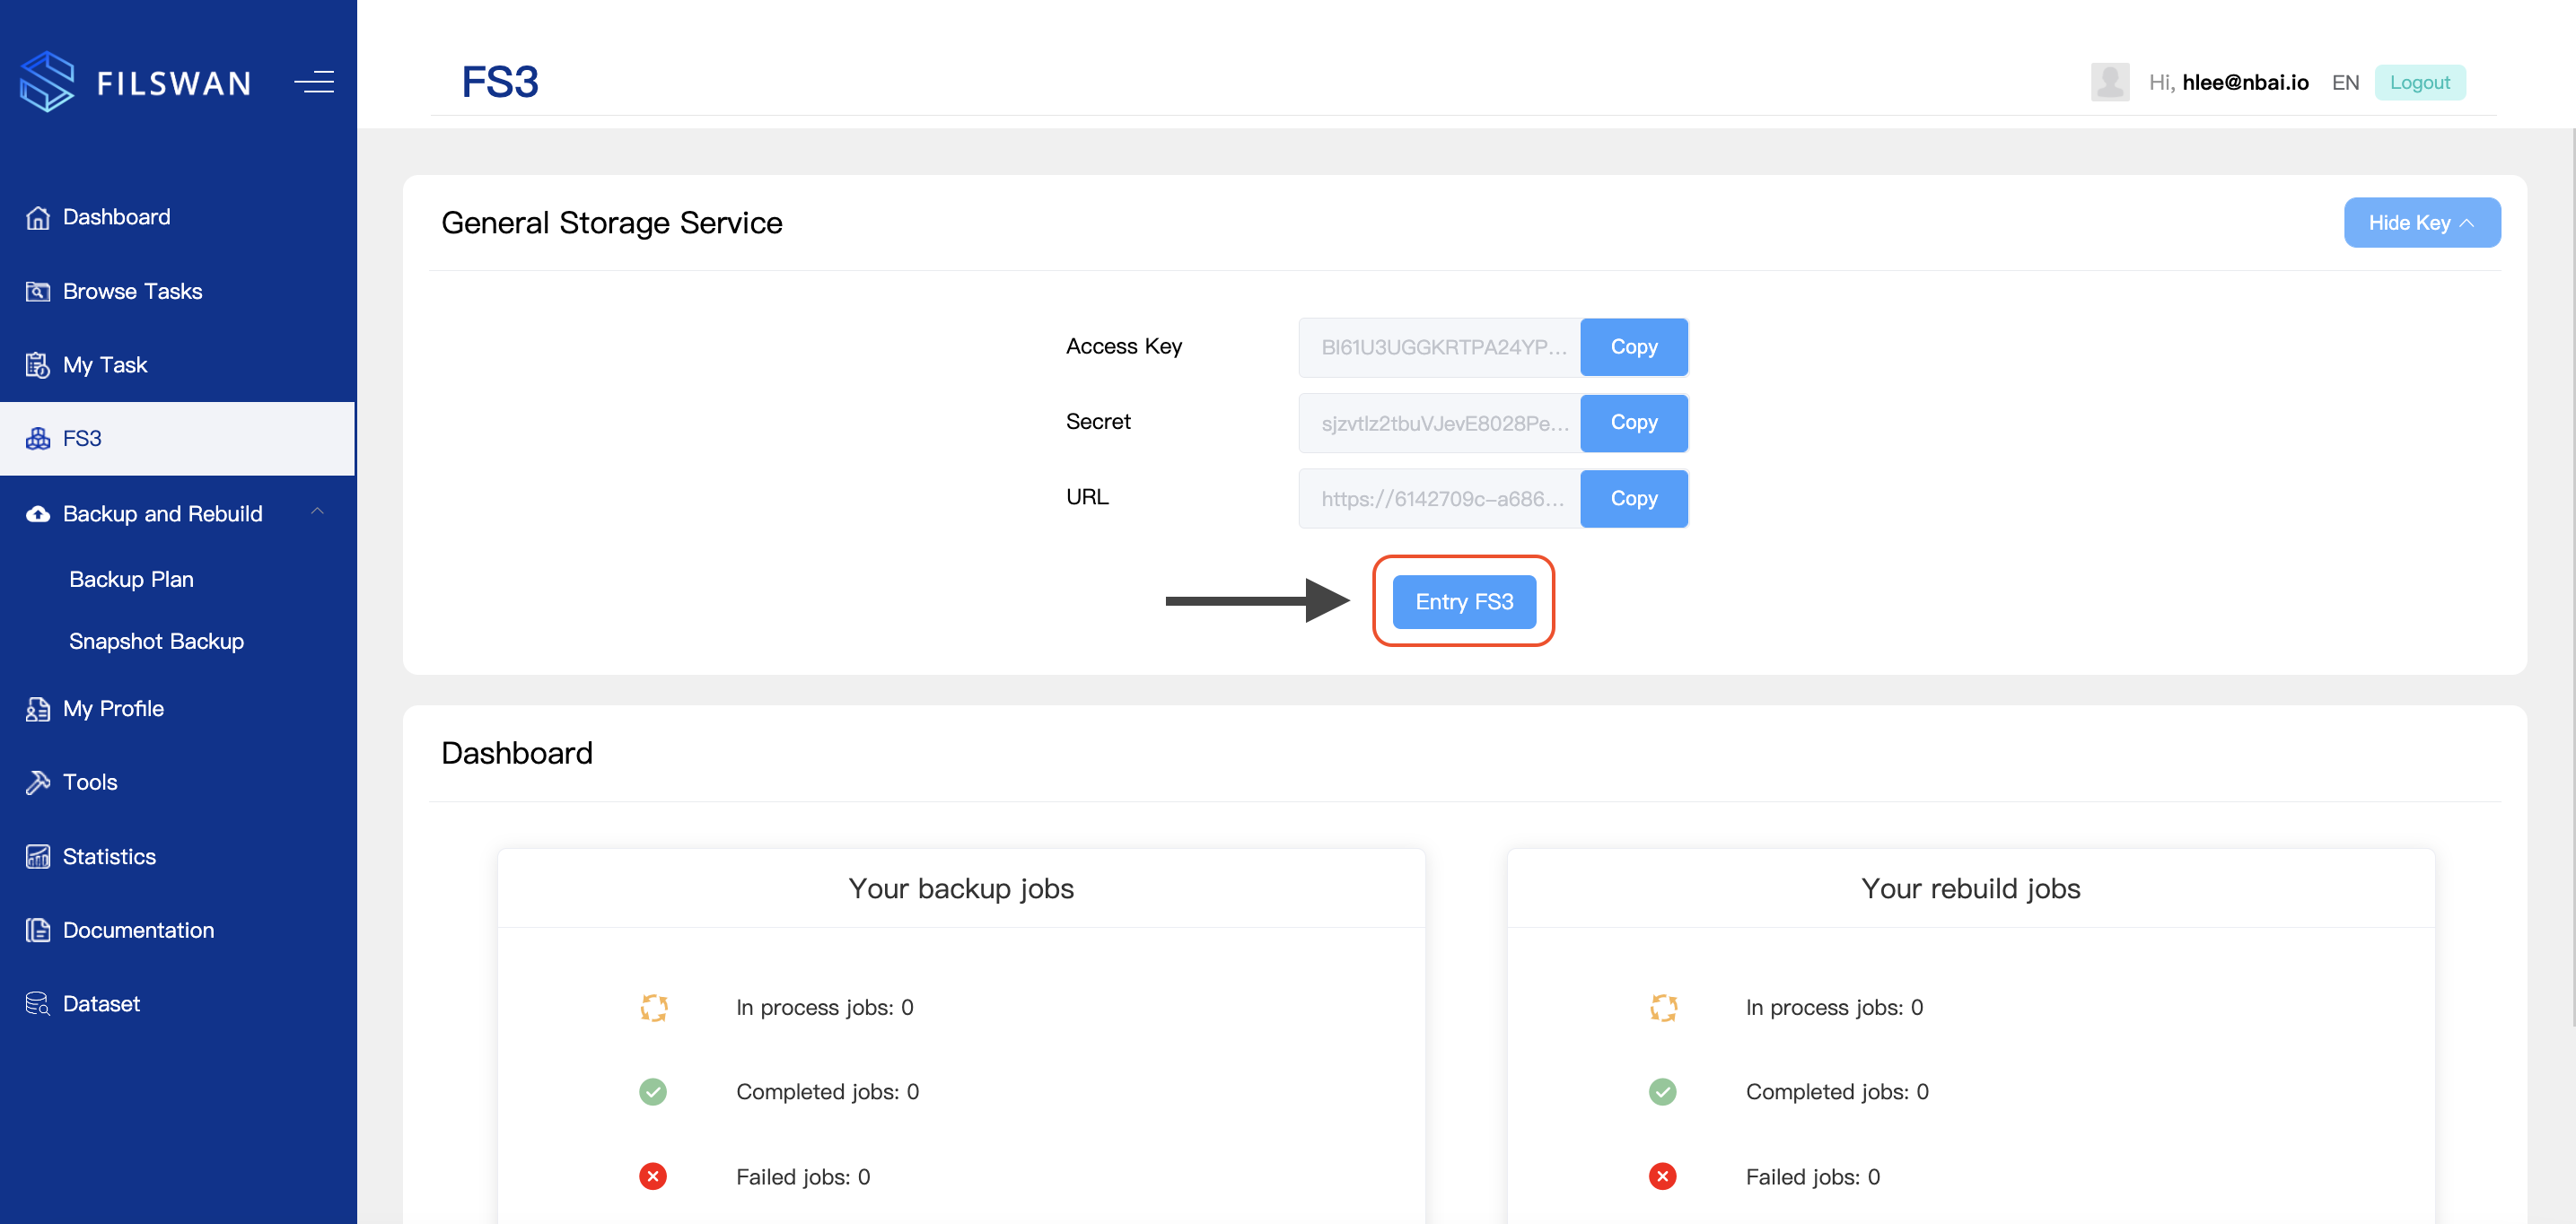 FILSWAN
Dashboard
Browse Tasks
My Task
FS3
Backup and Rebuild
Backup Plan
Snapshot Backup
My Profile
Tools
Statistics
Documentation
Dataset
FS3
Hi, hlee@nbai.io EN Logout
General Storage Service
Hide Key
Access Key BI61U3UGGKRTPA24YP... Copy
Secret sjzvtlz2tbuVJevE8028Pe... Copy
URL https://6142709c-a686... Copy
Entry FS3
Dashboard
Your backup jobs
In process jobs: 0
Completed jobs: 0
Failed jobs: 0
Your rebuild jobs
In process jobs: 0
Completed jobs: 0
Failed jobs: 0